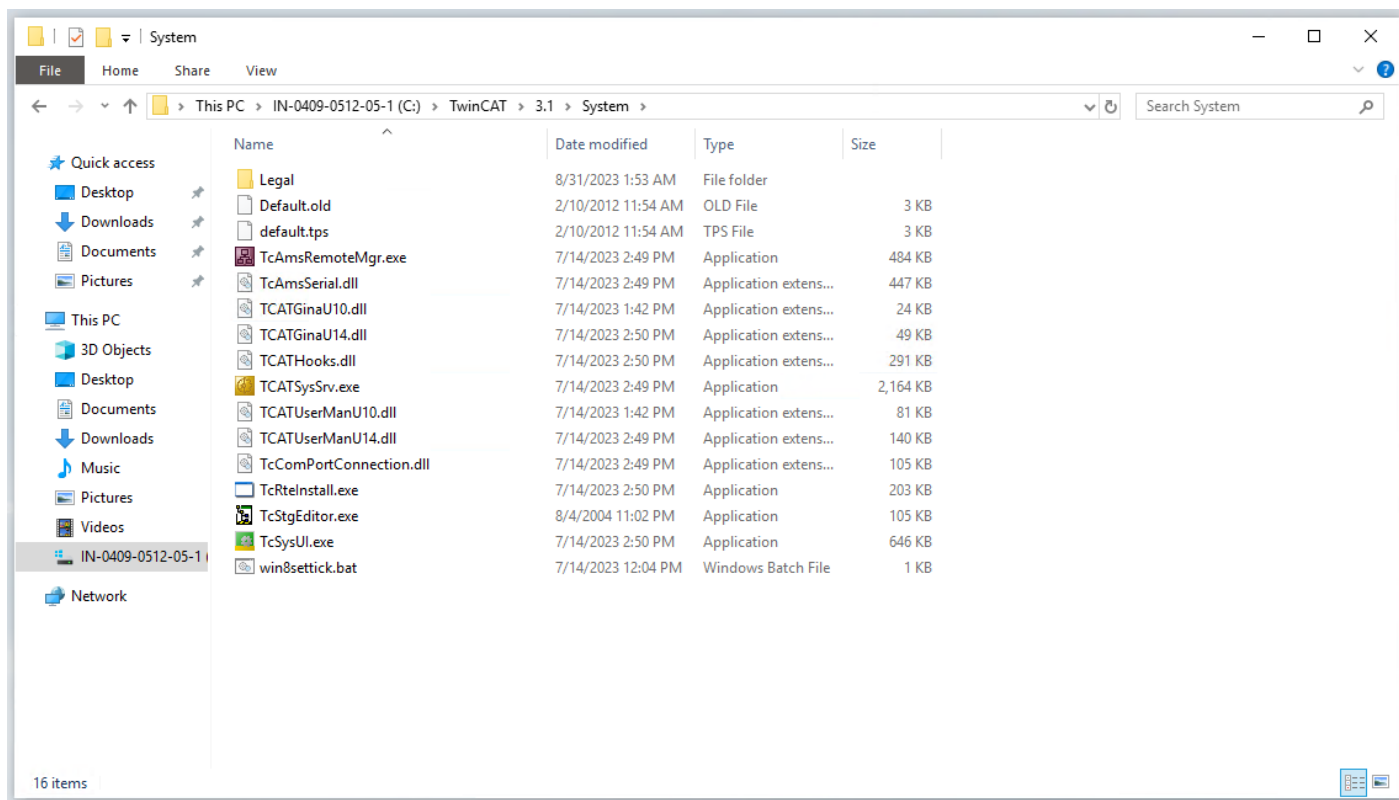 System
File Home Share View
This PC > IN-0409-0512-05-1 (C:) > TwinCAT > 3.1 > System >
Search System
Name Date modified Type Size
Quick access
Desktop
Downloads
Documents
Pictures
This PC
3D Objects
Desktop
Documents
Downloads
Music
Pictures
Videos
IN-0409-0512-05-1 (
Network
Legal 8/31/2023 1:53 AM File folder
Default.old 2/10/2012 11:54 AM OLD File 3 KB
default.tps 2/10/2012 11:54 AM TPS File 3 KB
TcAmsRemoteMgr.exe 7/14/2023 2:49 PM Application 484 KB
TcAmsSerial.dll 7/14/2023 2:49 PM Application extens... 447 KB
TCATGinaU10.dll 7/14/2023 1:42 PM Application extens... 24 KB
TCATGinaU14.dll 7/14/2023 2:50 PM Application extens... 49 KB
TCATHooks.dll 7/14/2023 2:50 PM Application extens... 291 KB
TCATSysSrv.exe 7/14/2023 2:49 PM Application 2,164 KB
TCATUserManU10.dll 7/14/2023 1:42 PM Application extens... 81 KB
TCATUserManU14.dll 7/14/2023 2:49 PM Application extens... 140 KB
TcComPortConnection.dll 7/14/2023 2:49 PM Application extens... 105 KB
TcRteInstall.exe 7/14/2023 2:50 PM Application 203 KB
TcStgEditor.exe 8/4/2004 11:02 PM Application 105 KB
TcSysUI.exe 7/14/2023 2:50 PM Application 646 KB
win8settick.bat 7/14/2023 12:04 PM Windows Batch File 1 KB
16 items